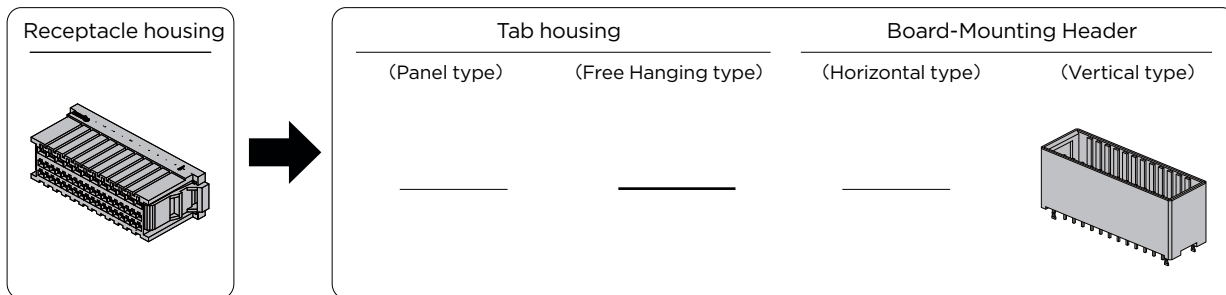 Receptacle housing
Tab housing
Board-Mounting Header
(Panel type)
(Free Hanging type)
(Horizontal type)
(Vertical type)